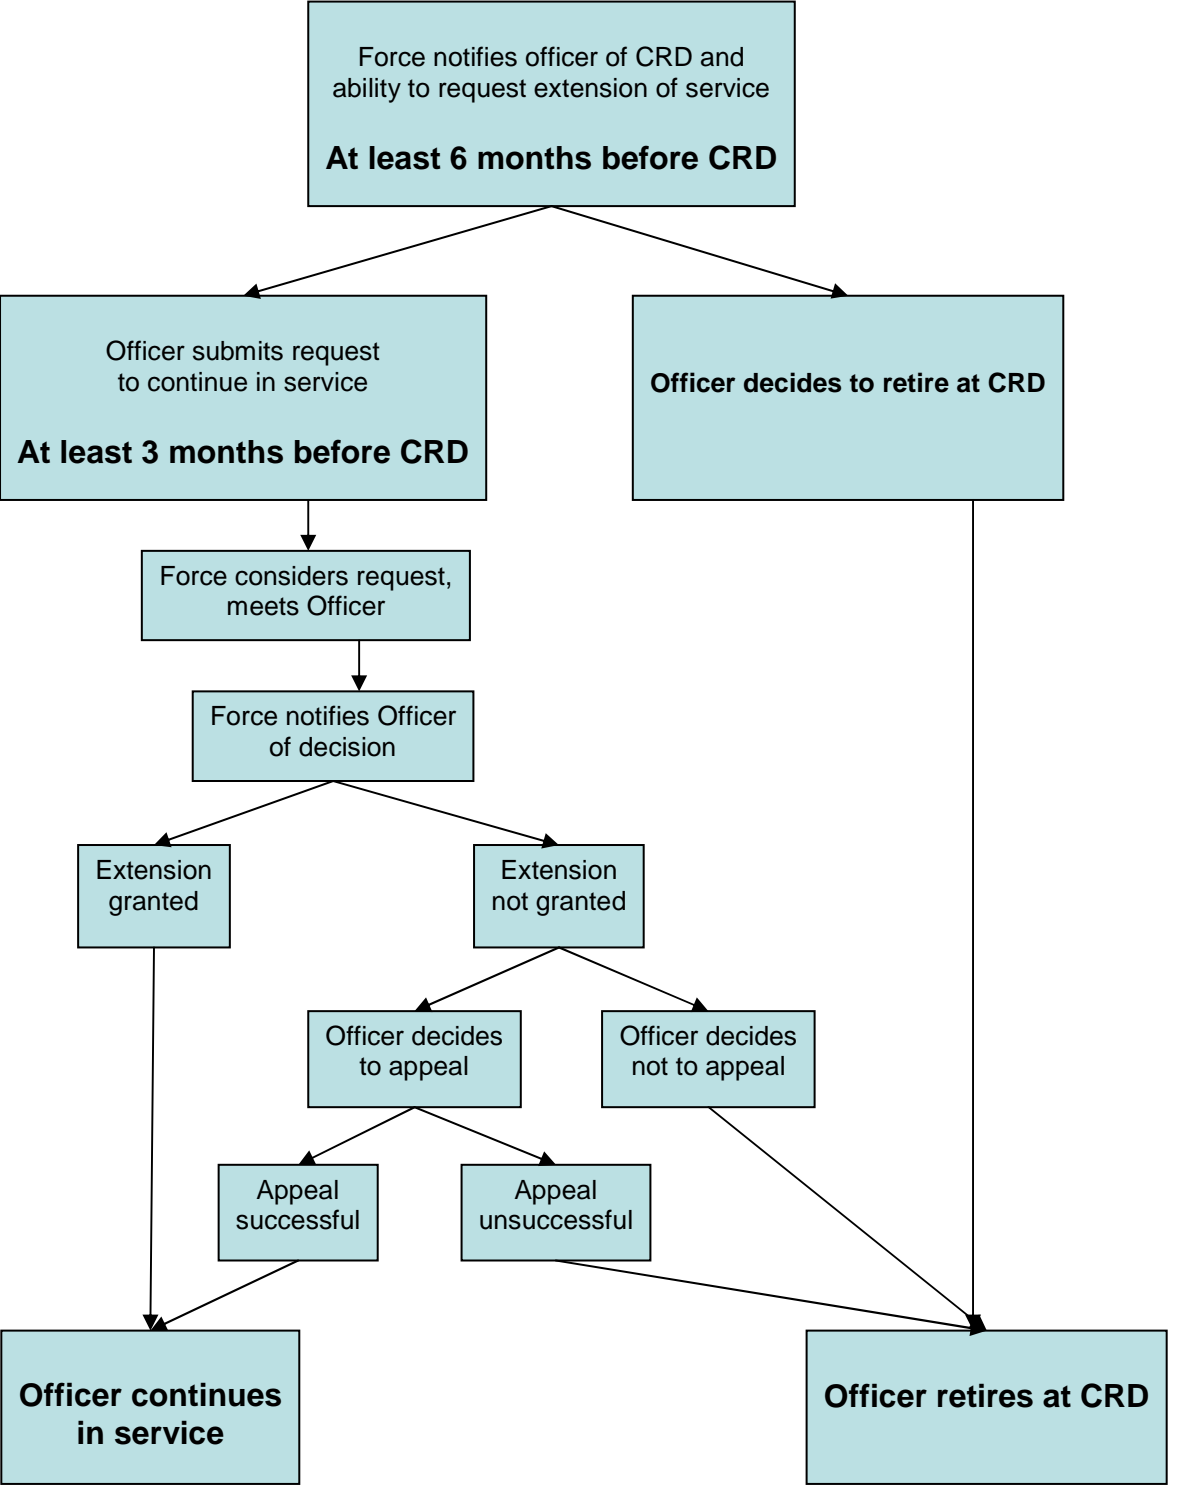 Force notifies officer of CRD and
ability to request extension of service
At least 6 months before CRD
Officer submits request
to continue in service
At least 3 months before CRD
Officer decides to retire at CRD
Force considers request,
meets Officer
Force notifies Officer
of decision
Extension
granted
Extension
not granted
Officer decides
to appeal
Officer decides
not to appeal
Appeal
successful
Appeal
unsuccessful
Officer continues
in service
Officer retires at CRD